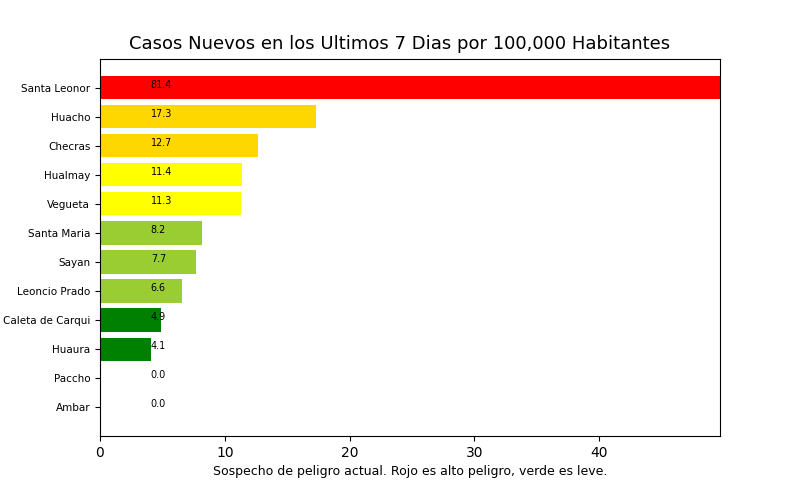 Casos Nuevos en los Ultimos 7 Dias por 100,000 Habitantes
Santa Leonor 81.4
Huacho 17.3
Checras 12.7
Hualmay 11.4
Vegueta 11.3
Santa Maria 8.2
Sayan 7.7
Leoncio Prado 6.6
Caleta de Carqui 4.9
Huaura 4.1
Paccho 0.0
Ambar 0.0
0 10 20 30 40
Sospecho de peligro actual. Rojo es alto peligro, verde es leve.